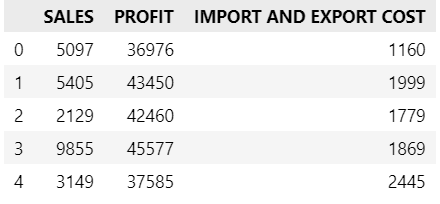 SALES PROFIT IMPORT AND EXPORT COST
0 5097 36976 1160
1 5405 43450 1999
2 2129 42460 1779
3 9855 45577 1869
4 3149 37585 2445